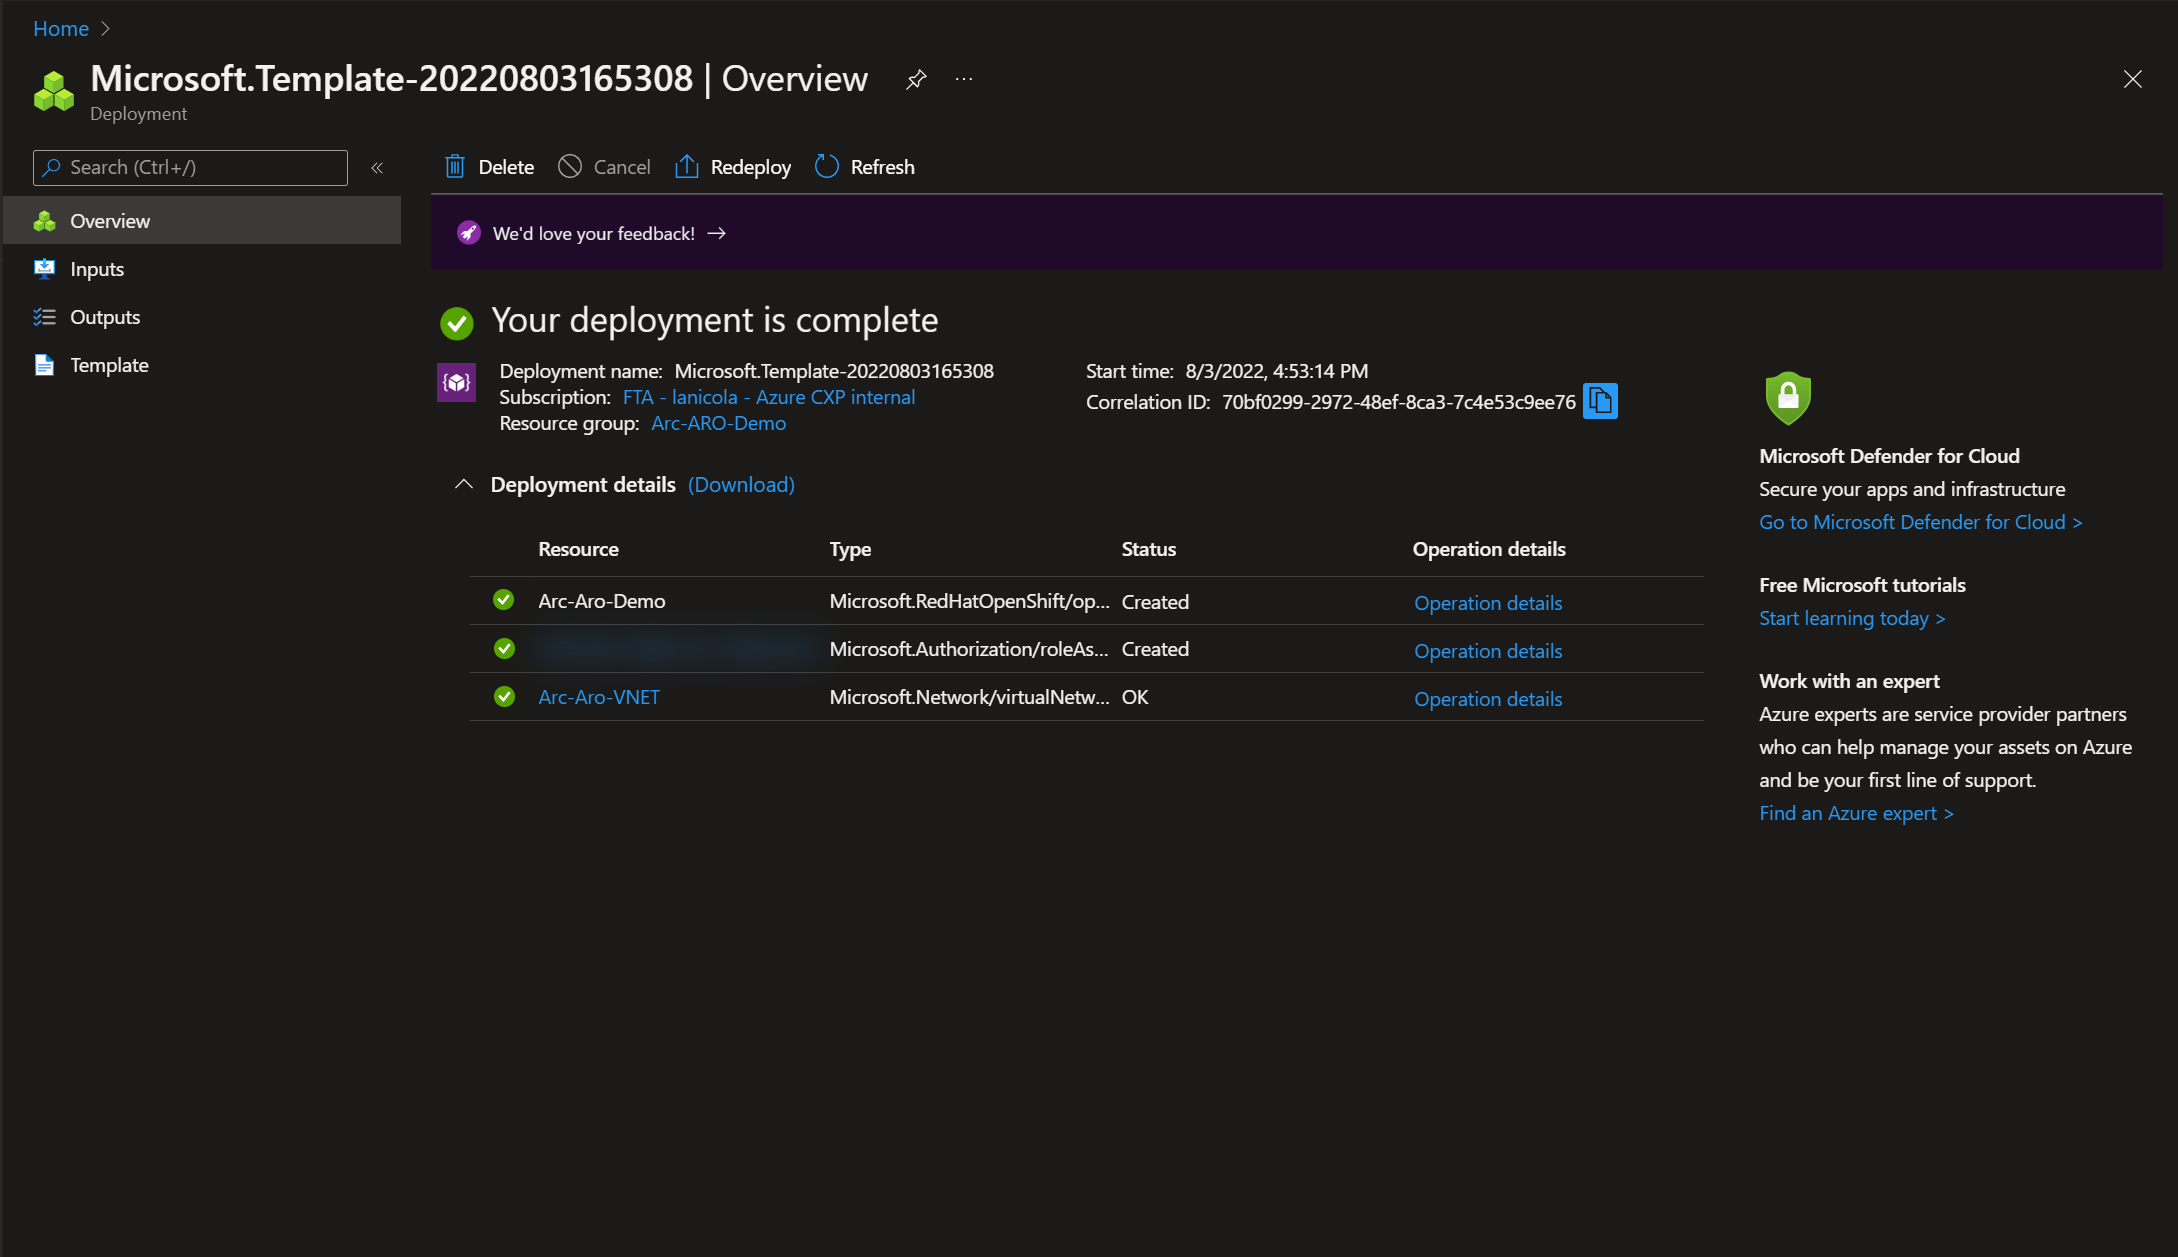 Home
Microsoft.Template-20220803165308 | Overview
Deployment
Search (Ctrl+/)
Overview
Inputs
Outputs
Template
Delete Cancel Redeploy Refresh
We'd love your feedback! →
Your deployment is complete
Deployment name: Microsoft.Template-20220803165308
Subscription: FTA - lanicola - Azure CXP internal
Resource group: Arc-ARO-Demo
Start time: 8/3/2022, 4:53:14 PM
Correlation ID: 70bf0299-2972-48ef-8ca3-7c4e53c9ee76
Deployment details (Download)
Resource Type Status Operation details
Arc-Aro-Demo Microsoft.RedHatOpenShift/op... Created Operation details
Microsoft.Authorization/roleAs... Created Operation details
Arc-Aro-VNET Microsoft.Network/virtualNetw... OK Operation details
Microsoft Defender for Cloud
Secure your apps and infrastructure
Go to Microsoft Defender for Cloud >
Free Microsoft tutorials
Start learning today >
Work with an expert
Azure experts are service provider partners
who can help manage your assets on Azure
and be your first line of support.
Find an Azure expert >